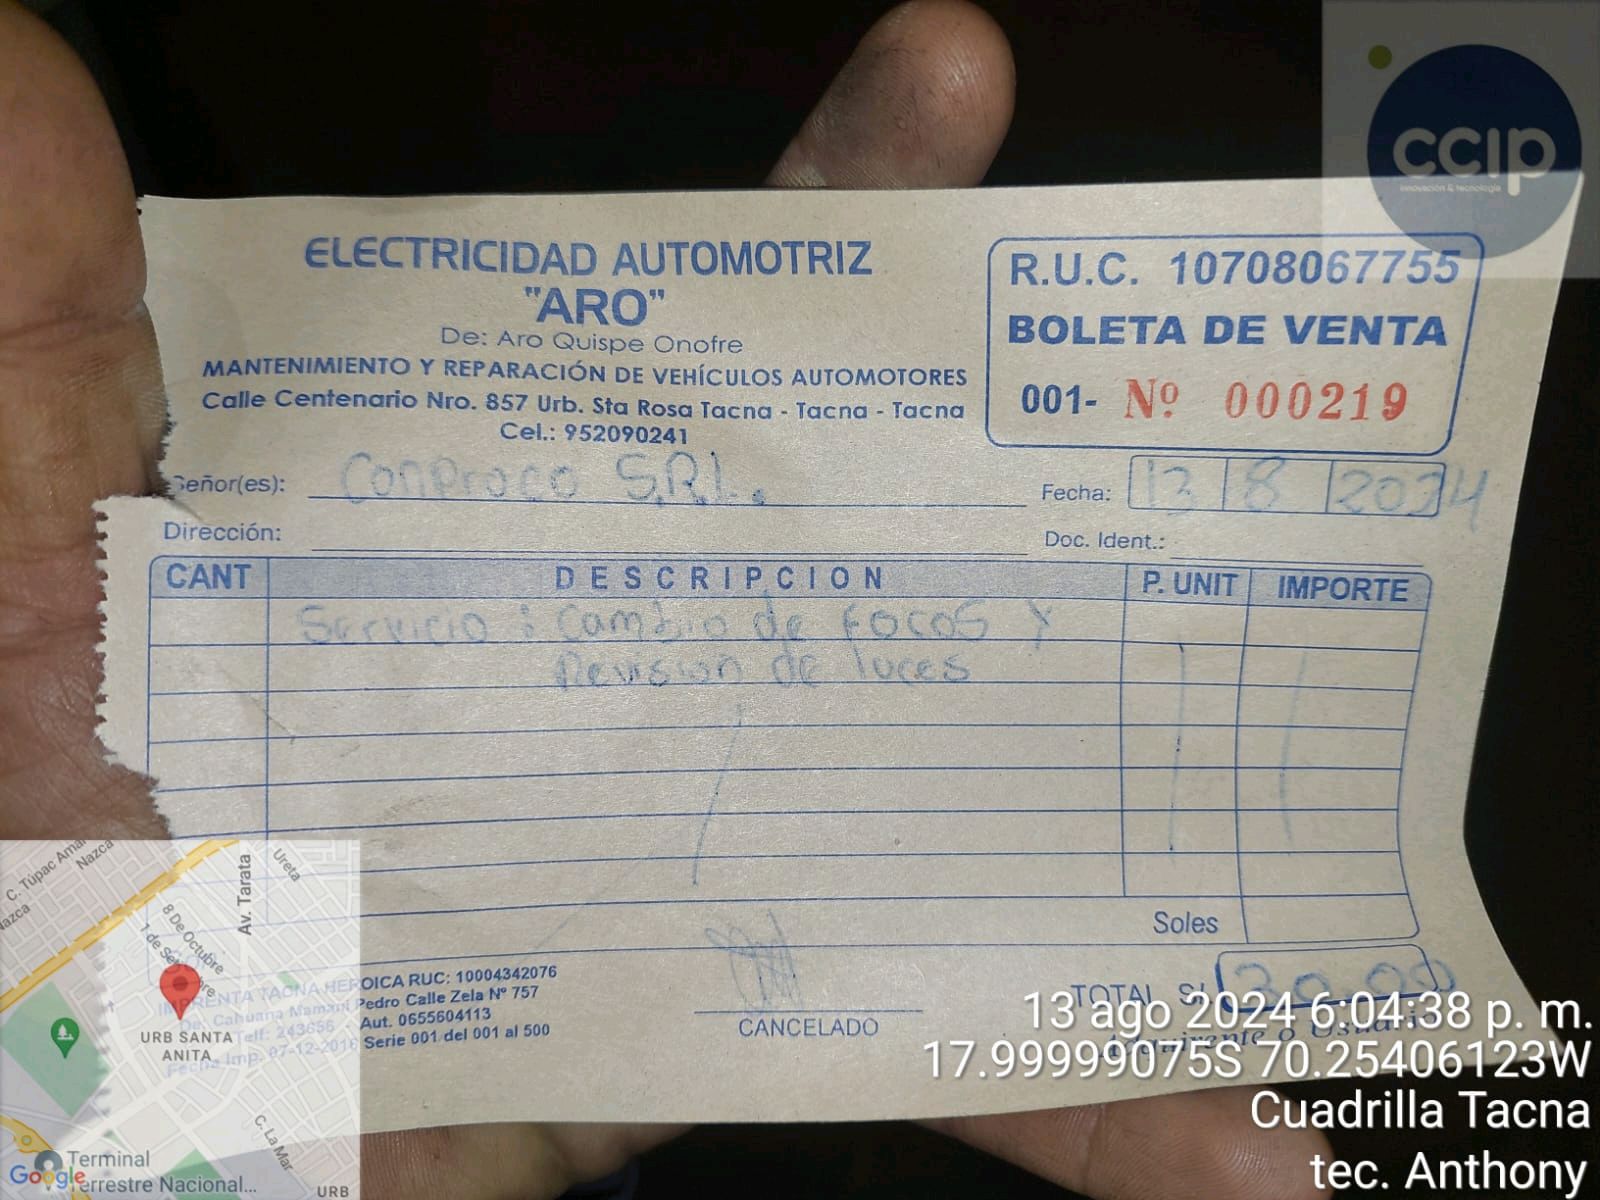 ccip
innovación & tecnología
ELECTRICIDAD AUTOMOTRIZ
"ARO"
De: Aro Quispe Onofre
MANTENIMIENTO Y REPARACIÓN DE VEHÍCULOS AUTOMOTORES
Calle Centenario Nro. 857 Urb. Sta Rosa Tacna - Tacna - Tacna
Cel.: 952090241
R.U.C. 10708067755
BOLETA DE VENTA
001- Nº 000219
Señor(es): Conproco S.R.L.
Fecha: 13 8 2024
Dirección:
Doc. Ident.:
CANT DESCRIPCION P. UNIT IMPORTE
Servicio : Cambio de focos y
Revision de luces
Soles
TOTAL S/. 30.00
Adquirente o Usuario
CANCELADO
IMPRENTA TACNA HEROICA RUC: 10004342076
De: Cahuana Mamani Pedro Calle Zela Nº 757
Telf: 243656 - Aut. 0655604113
Fecha Imp. 07-12-2016 Serie 001 del 001 al 500
13 ago 2024 6:04:38 p. m.
17.99999075S 70.25406123W
Cuadrilla Tacna
tec. Anthony
C. Túpac Amar
Nazca
Nazca
Av. Tarata
Ureta
8 De Octubre
1 de Setiembre
URB SANTA
ANITA
C. La Mar
Terminal
Terrestre Nacional...
Google
URB